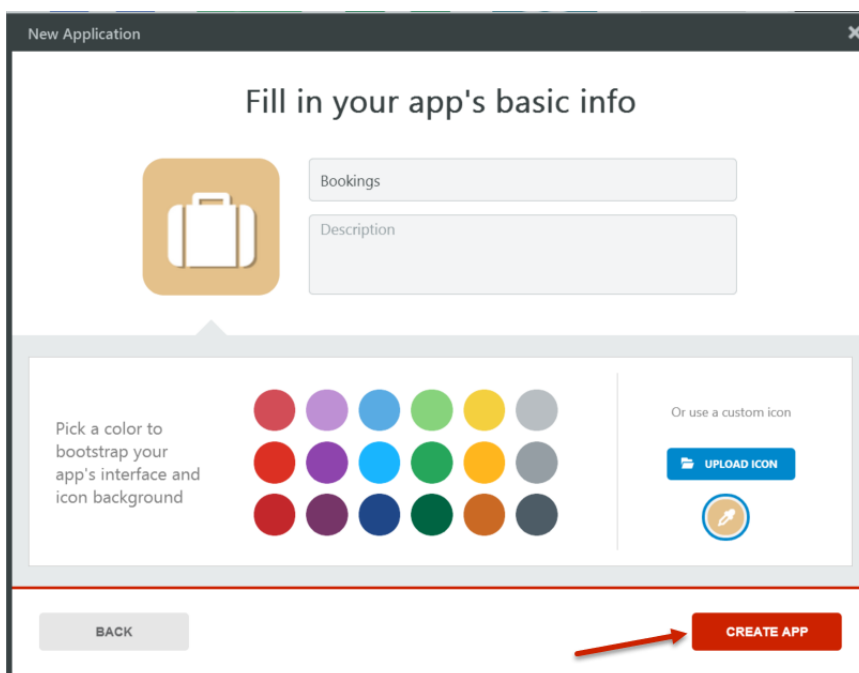 New Application
Fill in your app's basic info
Bookings
Description
Pick a color to
bootstrap your
app's interface and
icon background
Or use a custom icon
UPLOAD ICON
BACK
CREATE APP